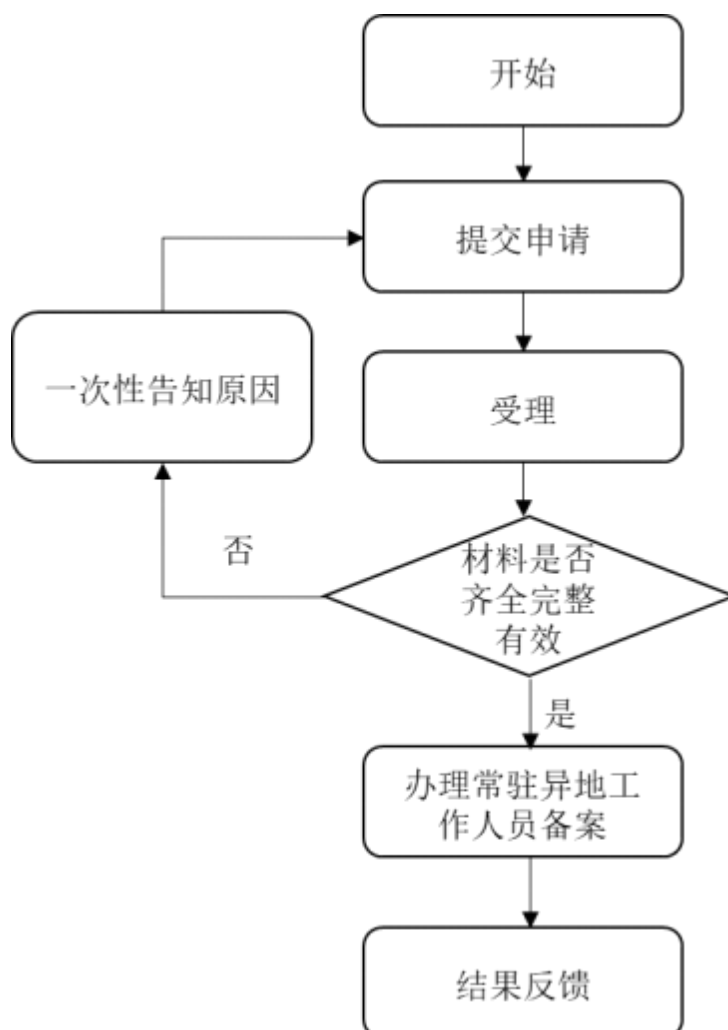 开始
提交申请
一次性告知原因
受理
否
材料是否
齐全完整
有效
是
办理常驻异地工
作人员备案
结果反馈